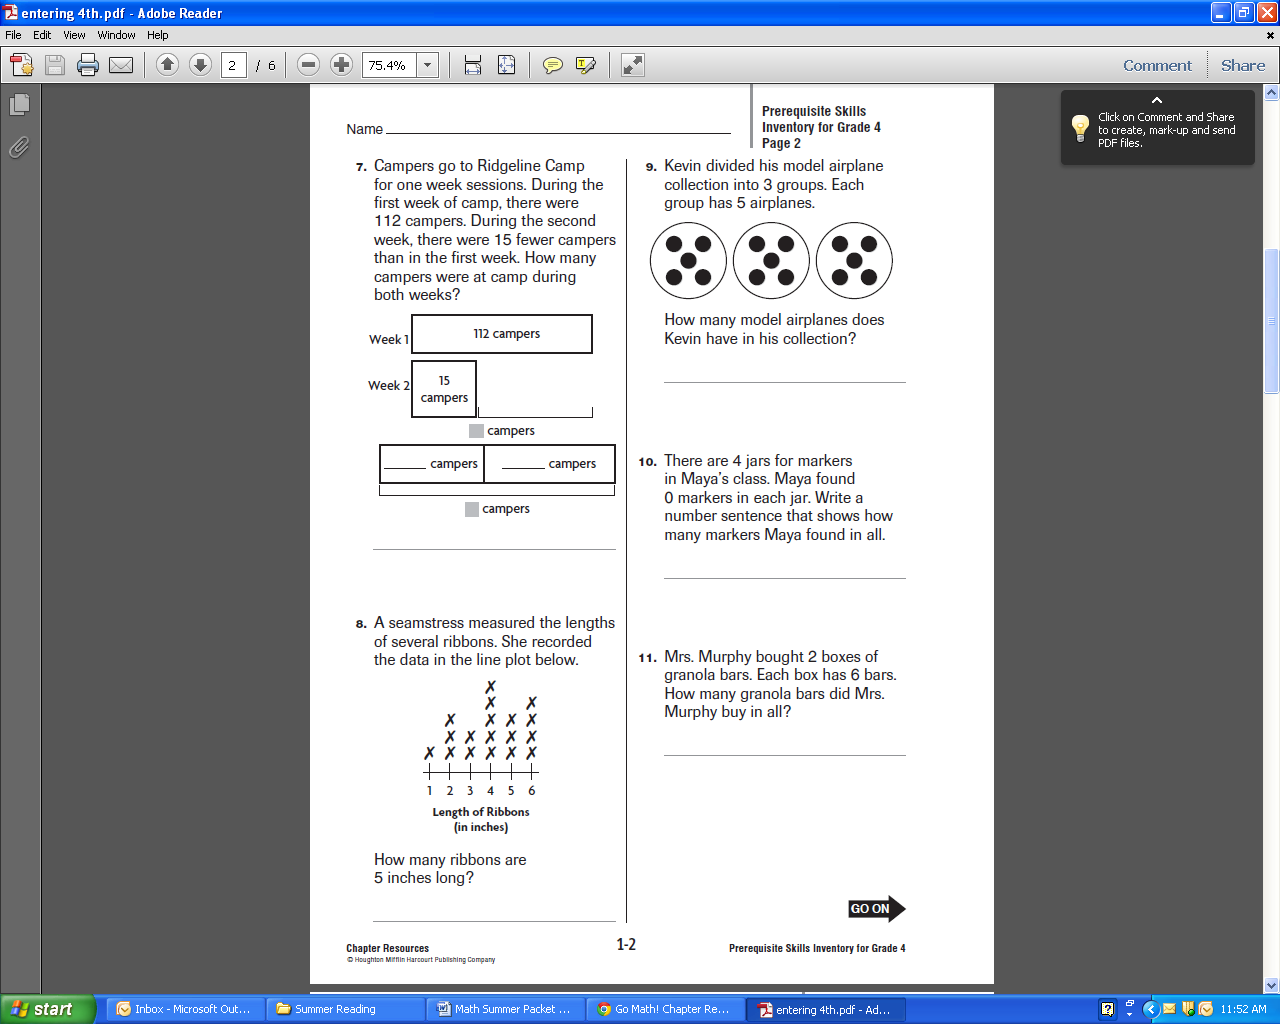 entering 4th.pdf - Adobe Reader
File Edit View Window Help
2 / 6 75.4% Comment Share
Click on Comment and Share
to create, mark-up and send
PDF files.
Name
Prerequisite Skills
Inventory for Grade 4
Page 2
7. Campers go to Ridgeline Camp
for one week sessions. During the
first week of camp, there were
112 campers. During the second
week, there were 15 fewer campers
than in the first week. How many
campers were at camp during
both weeks?
Week 1 112 campers
Week 2 15
campers
campers
campers campers
campers
8. A seamstress measured the lengths
of several ribbons. She recorded
the data in the line plot below.
1 2 3 4 5 6
Length of Ribbons
(in inches)
How many ribbons are
5 inches long?
9. Kevin divided his model airplane
collection into 3 groups. Each
group has 5 airplanes.
How many model airplanes does
Kevin have in his collection?
10. There are 4 jars for markers
in Maya's class. Maya found
0 markers in each jar. Write a
number sentence that shows how
many markers Maya found in all.
11. Mrs. Murphy bought 2 boxes of
granola bars. Each box has 6 bars.
How many granola bars did Mrs.
Murphy buy in all?
GO ON
Chapter Resources
© Houghton Mifflin Harcourt Publishing Company
1-2
Prerequisite Skills Inventory for Grade 4
start Inbox - Microsoft Out... Summer Reading Math Summer Packet ... Go Math! Chapter Re... entering 4th.pdf - Ad... 11:52 AM